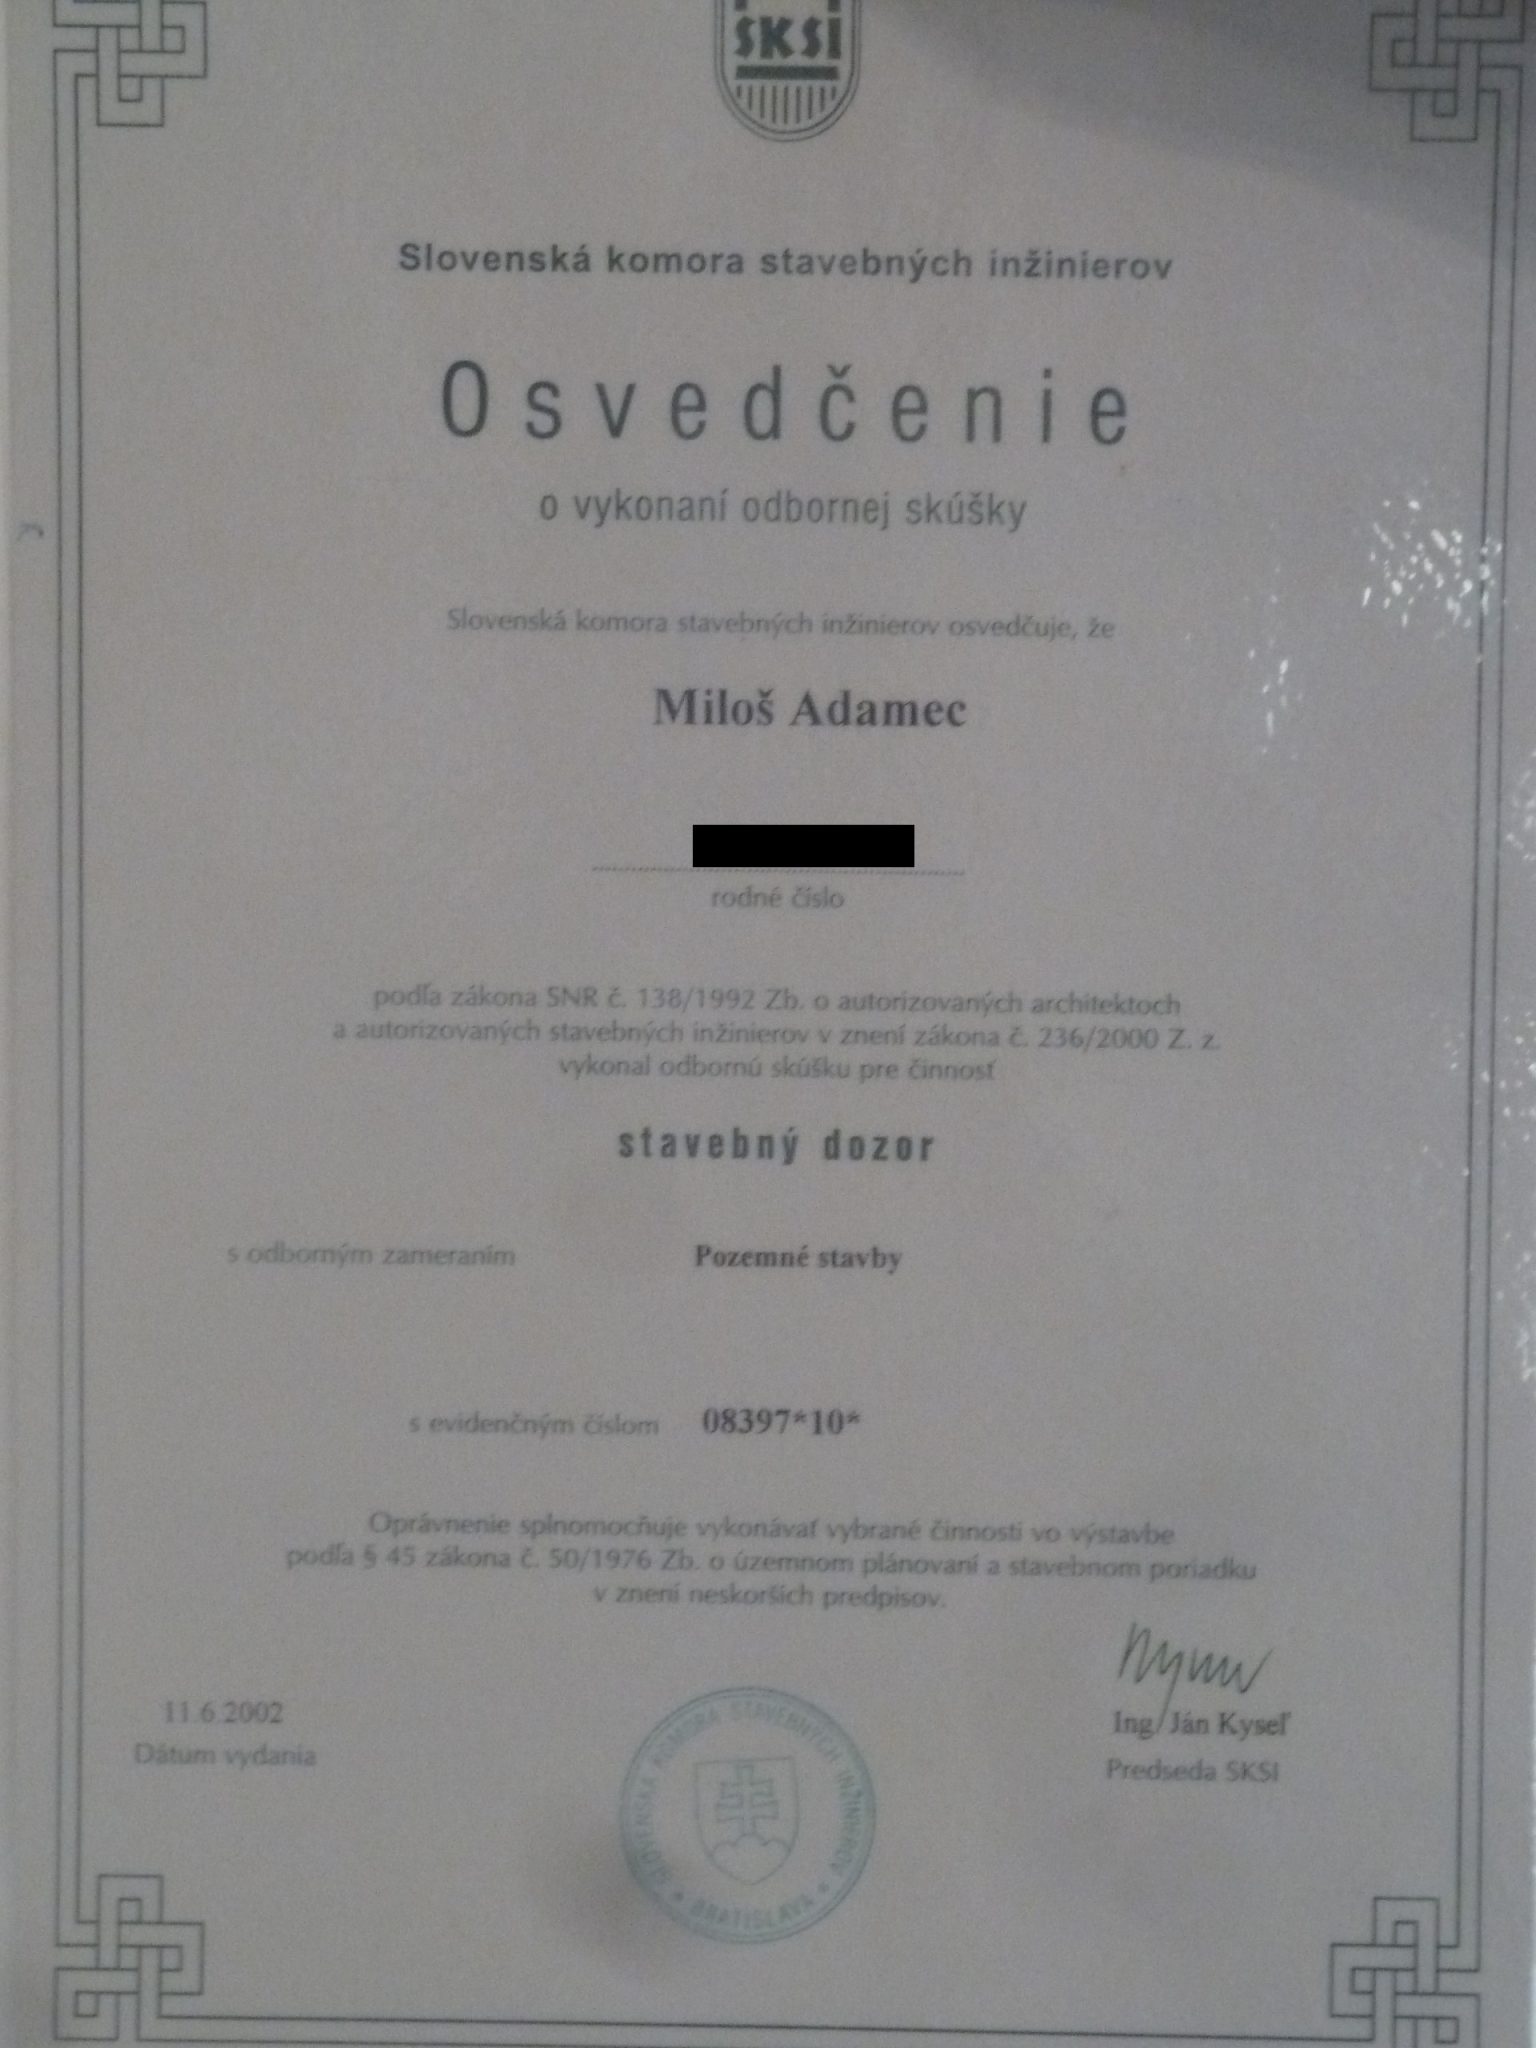 SKSI
Slovenská komora stavebných inžinierov
Osvedčenie
o vykonaní odbornej skúšky
Slovenská komora stavebných inžinierov osvedčuje, že
Miloš Adamec
rodné číslo
podľa zákona SNR č. 138/1992 Zb. o autorizovaných architektoch
a autorizovaných stavebných inžinierov v znení zákona č. 236/2000 Z. z.
vykonal odbornú skúšku pre činnosť
stavebný dozor
s odborným zameraním Pozemné stavby
s evidenčným číslom 08397*10*
Oprávnenie splnomocňuje vykonávať vybrané činnosti vo výstavbe
podľa § 45 zákona č. 50/1976 Zb. o územnom plánovaní a stavebnom poriadku
v znení neskorších predpisov.
11.6.2002
Dátum vydania
Ing. Ján Kyseľ
Predseda SKSI
SLOVENSKÁ KOMORA STAVEBNÝCH INŽINIEROV
BRATISLAVA